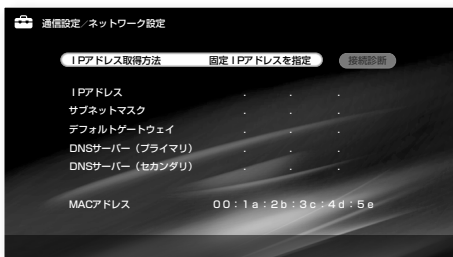 通信設定／ネットワーク設定
IPアドレス取得方法 固定IPアドレスを指定 接続診断
IPアドレス . . .
サブネットマスク . . .
デフォルトゲートウェイ . . .
DNSサーバー（プライマリ） . . .
DNSサーバー（セカンダリ） . . .
MACアドレス 00：1a：2b：3c：4d：5e